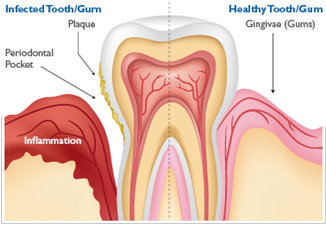 Infected Tooth/Gum
Plaque
Periodontal
Pocket
Inflammation
Healthy Tooth/Gum
Gingivae (Gums)